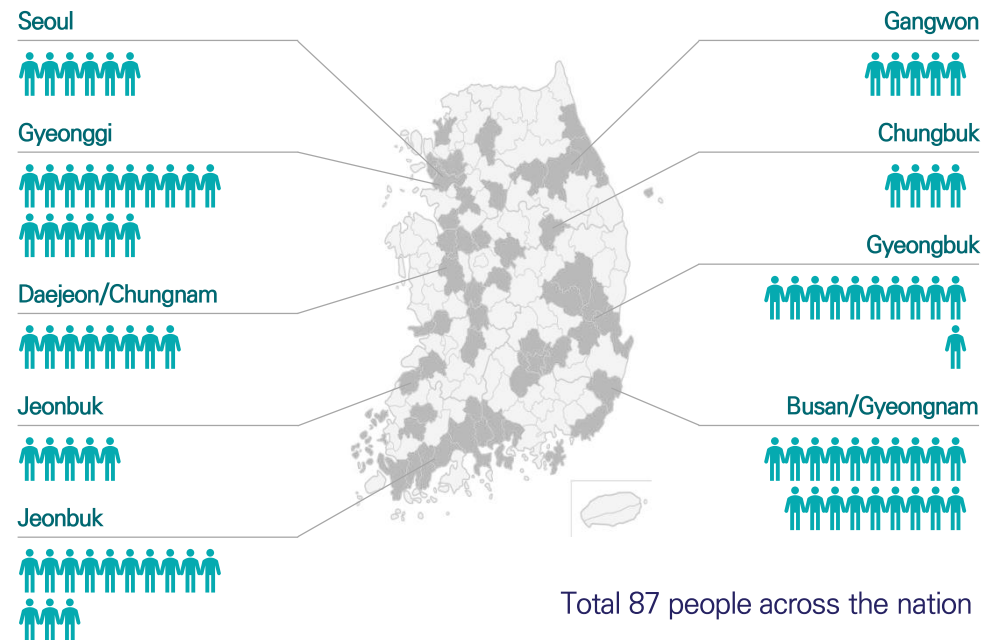 Seoul
Gyeonggi
Daejeon/Chungnam
Jeonbuk
Jeonbuk
Gangwon
Chungbuk
Gyeongbuk
Busan/Gyeongnam
Total 87 people across the nation